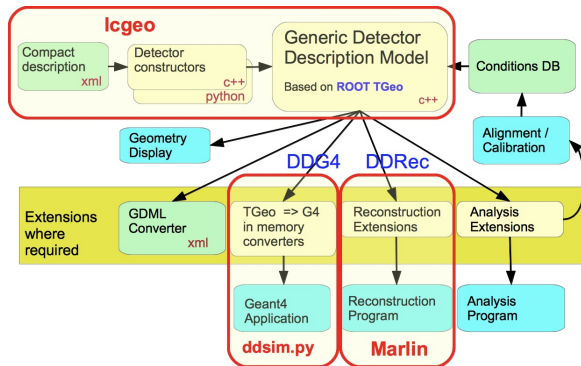 lcgeo
Compact
description
xml
Detector
constructors
c++
python
Generic Detector
Description Model
Based on ROOT TGeo
c++
Conditions DB
Geometry
Display
DDG4
DDRec
Alignment /
Calibration
Extensions
where
required
GDML
Converter
xml
TGeo => G4
in memory
converters
Reconstruction
Extensions
Analysis
Extensions
Geant4
Application
Reconstruction
Program
Analysis
Program
ddsim.py
Marlin